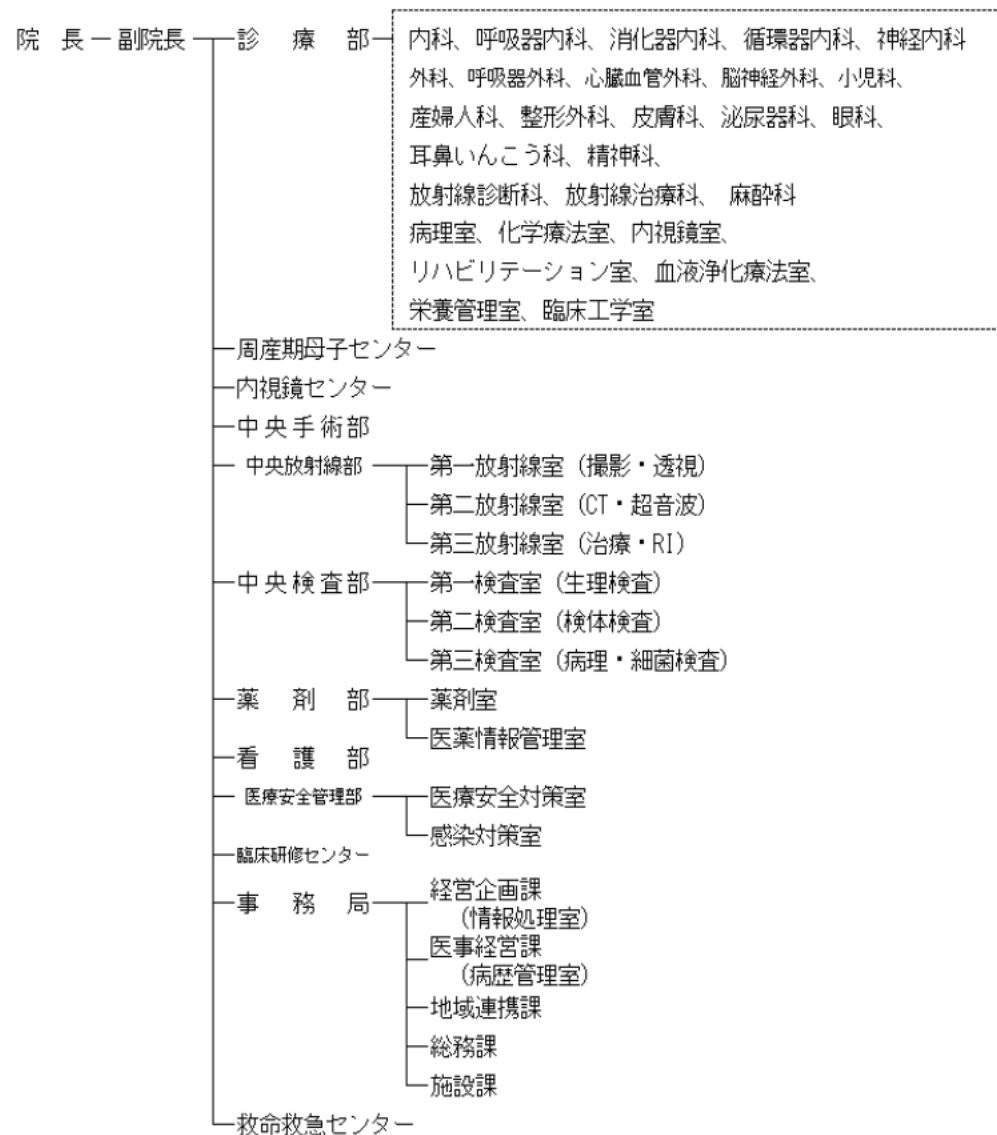 院長 副院長 診療部 内科、呼吸器内科、消化器内科、循環器内科、神経内科
外科、呼吸器外科、心臓血管外科、脳神経外科、小児科、
産婦人科、整形外科、皮膚科、泌尿器科、眼科、
耳鼻いんこう科、精神科、
放射線診断科、放射線治療科、麻酔科
病理室、化学療法室、内視鏡室、
リハビリテーション室、血液浄化療法室、
栄養管理室、臨床工学室
周産期母子センター
内視鏡センター
中央手術部
中央放射線部 第一放射線室（撮影・透視）
第二放射線室（CT・超音波）
第三放射線室（治療・RI）
中央検査部 第一検査室（生理検査）
第二検査室（検体検査）
第三検査室（病理・細菌検査）
薬剤部 薬剤室
医薬情報管理室
看護部
医療安全管理部 医療安全対策室
感染対策室
臨床研修センター
事務局 経営企画課
（情報処理室）
医事経営課
（病歴管理室）
地域連携課
総務課
施設課
救命救急センター